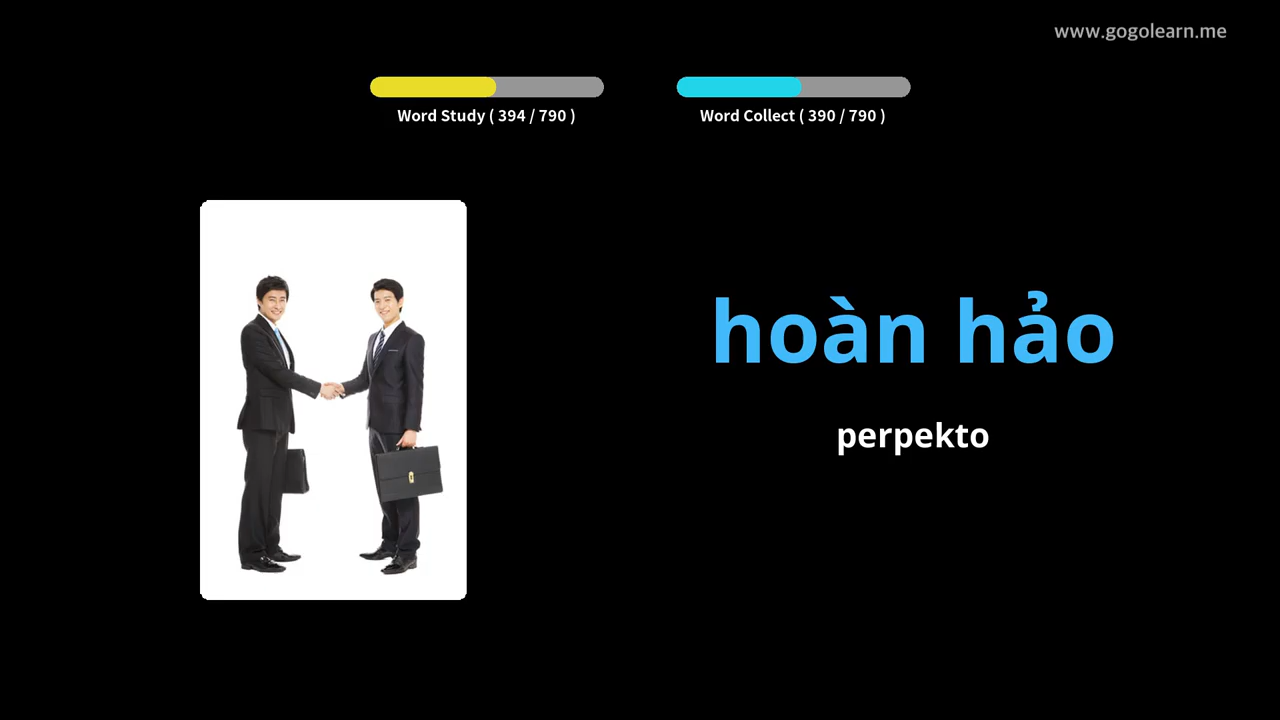 www.gogolearn.me
Word Study ( 394 / 790 )
Word Collect ( 390 / 790 )
hoàn hảo
perpekto